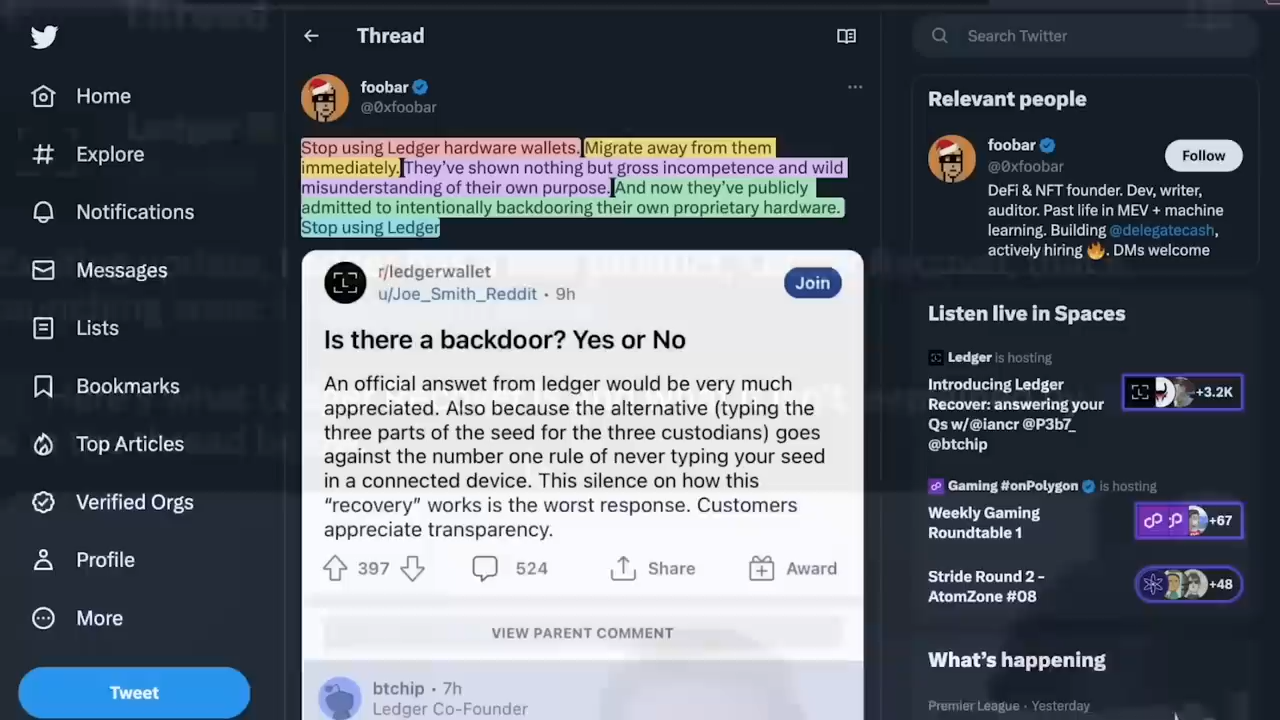 Thread
Search Twitter
Home
Explore
Notifications
Messages
Lists
Bookmarks
Top Articles
Verified Orgs
Profile
More
Tweet
foobar
@0xfoobar
Stop using Ledger hardware wallets. Migrate away from them
immediately. They've shown nothing but gross incompetence and wild
misunderstanding of their own purpose. And now they've publicly
admitted to intentionally backdooring their own proprietary hardware.
Stop using Ledger
r/ledgerwallet
u/Joe_Smith_Reddit · 9h
Join
Is there a backdoor? Yes or No
An official answet from ledger would be very much
appreciated. Also because the alternative (typing the
three parts of the seed for the three custodians) goes
against the number one rule of never typing your seed
in a connected device. This silence on how this
“recovery” works is the worst response. Customers
appreciate transparency.
397
524
Share
Award
VIEW PARENT COMMENT
btchip · 7h
Ledger Co-Founder
Relevant people
foobar
@0xfoobar
Follow
DeFi & NFT founder. Dev, writer,
auditor. Past life in MEV + machine
learning. Building @delegatecash,
actively hiring 🔥. DMs welcome
Listen live in Spaces
Ledger is hosting
Introducing Ledger
Recover: answering your
Qs w/@iancr @P3b7_
@btchip
+3.2K
Gaming #onPolygon is hosting
Weekly Gaming
Roundtable 1
+67
Stride Round 2 -
AtomZone #08
+48
What's happening
Premier League · Yesterday